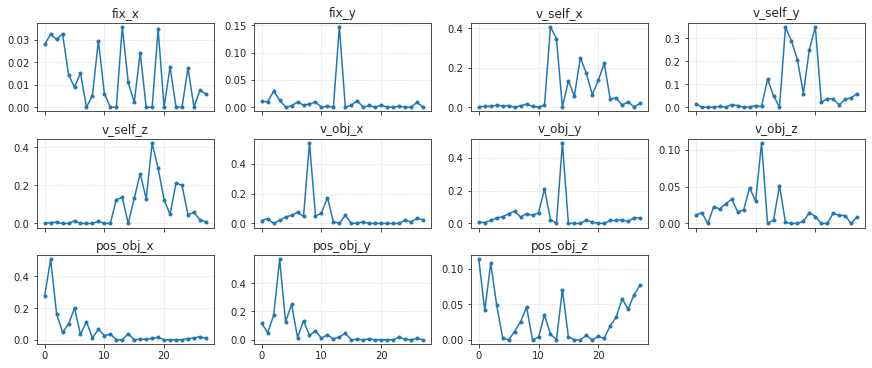 fix_x fix_y v_self_x v_self_y
0.03 0.15 0.4 0.3
0.02 0.10 0.2 0.2
0.01 0.05 0.1
0.00 0.00 0.0 0.0
v_self_z v_obj_x v_obj_y v_obj_z
0.4 0.4 0.4 0.10
0.2 0.2 0.2 0.05
0.0 0.0 0.0 0.00
pos_obj_x pos_obj_y pos_obj_z
0.4 0.4 0.10
0.2 0.2 0.05
0.0 0.0 0.00
0 10 20 0 10 20 0 10 20